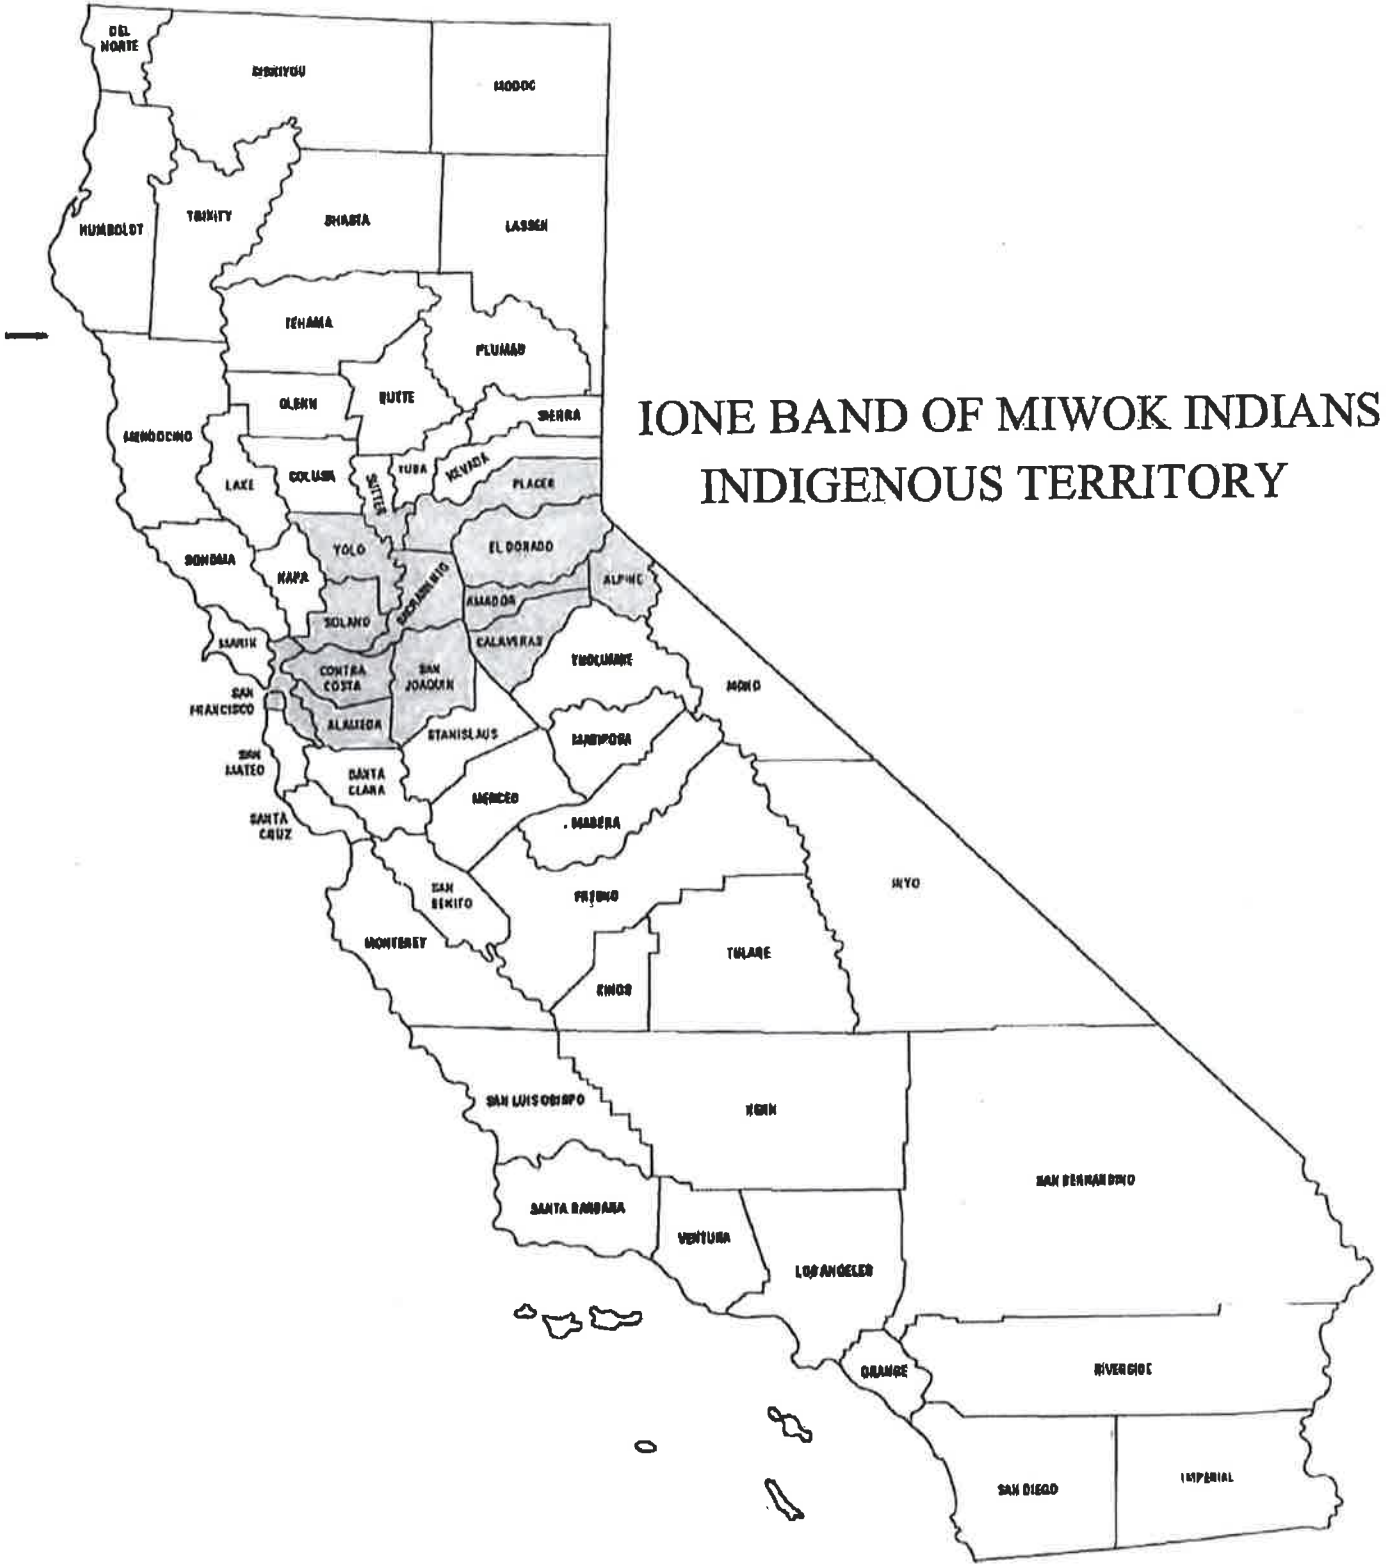 DEL
NORTE
SISKIYOU
MODOC
HUMBOLDT
TRINITY
SHASTA
LASSEN
TEHAMA
PLUMAS
GLENN
BUTTE
SIERRA
IONE BAND OF MIWOK INDIANS
INDIGENOUS TERRITORY
MENDOCINO
LAKE
COLUSA
SUTTER
YUBA
NEVADA
PLACER
SONOMA
NAPA
YOLO
EL DORADO
SACRAMENTO
ALPINE
AMADOR
SOLANO
MARIN
CALAVERAS
TUOLUMNE
CONTRA
COSTA
SAN
JOAQUIN
MONO
SAN
FRANCISCO
ALAMEDA
STANISLAUS
MARIPOSA
SAN
MATEO
SANTA
CLARA
MERCED
SANTA
CRUZ
MADERA
SAN
BENITO
FRESNO
INYO
MONTEREY
TULARE
KINGS
SAN LUIS OBISPO
KERN
SAN BERNARDINO
SANTA BARBARA
VENTURA
LOS ANGELES
ORANGE
RIVERSIDE
SAN DIEGO
IMPERIAL